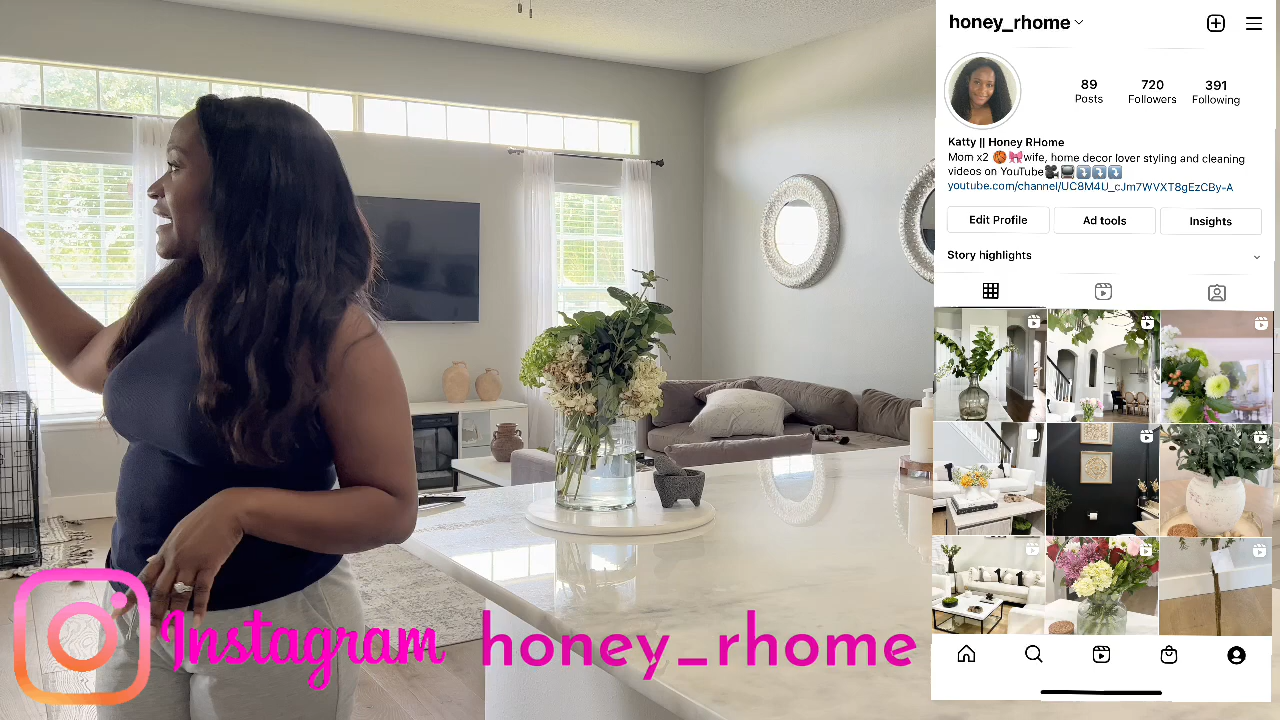 honey_rhome
89 720 391
Posts Followers Following
Katty || Honey RHome
Mom x2 🏀🎀wife, home decor lover styling and cleaning
videos on YouTube🎥📺⤵️⤵️⤵️
youtube.com/channel/UC8M4U_cJm7WVXT8gEzCBy-A
Edit Profile Ad tools Insights
Story highlights
Instagram honey_rhome